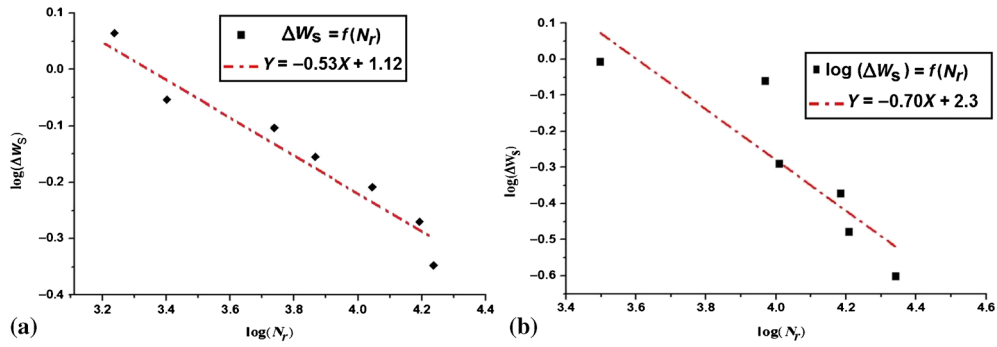 0.1
0.0
−0.1
−0.2
−0.3
−0.4
log(ΔWS)
ΔWs = f(Nr)
Y = −0.53X + 1.12
3.2 3.4 3.6 3.8 4.0 4.2 4.4
log(Nr)
(a)
0.1
−0.0
−0.1
−0.2
−0.3
−0.4
−0.5
−0.6
log(ΔWs)
log (ΔWs) = f(Nr)
Y = −0.70X + 2.3
3.4 3.6 3.8 4.0 4.2 4.4 4.6
log(Nr)
(b)